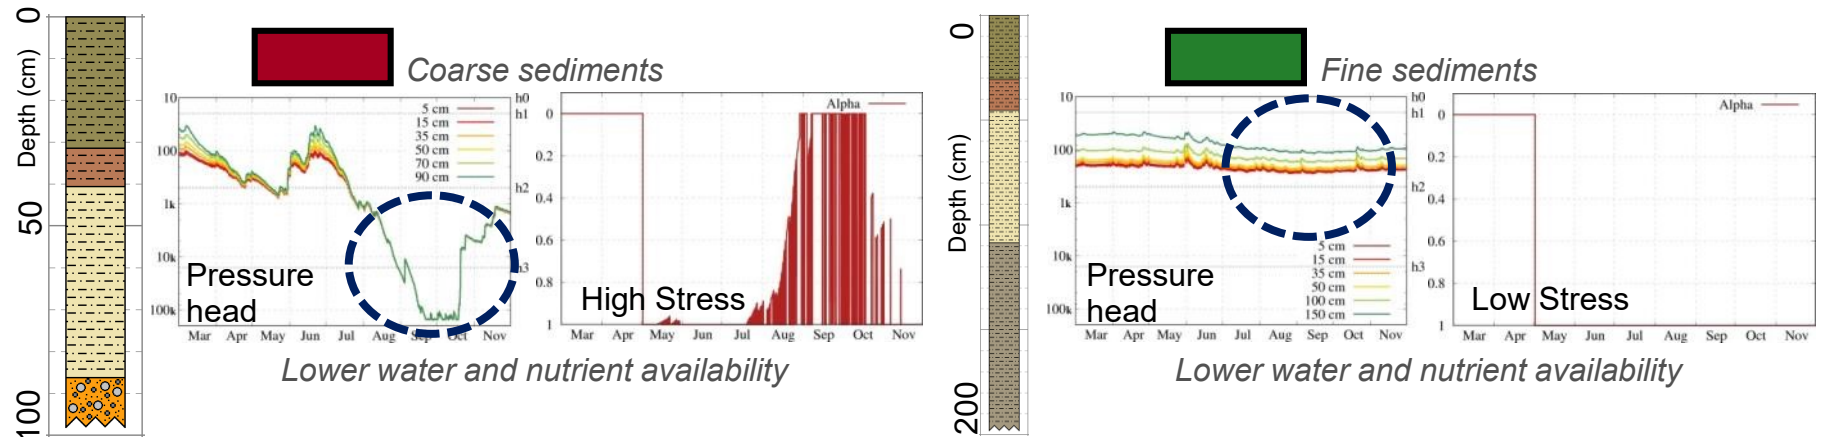 Coarse sediments
Depth (cm)
0
50
100
10
100
1k
10k
100k
5 cm
15 cm
35 cm
50 cm
70 cm
90 cm
h0
h1
h2
h3
Pressure
head
Mar Apr May Jun Jul Aug Sep Oct Nov
Alpha
0
0.2
0.4
0.6
0.8
1
High Stress
Mar Apr May Jun Jul Aug Sep Oct Nov
Lower water and nutrient availability
Fine sediments
Depth (cm)
0
200
10
100
1k
10k
100k
h0
h1
h2
h3
5 cm
15 cm
35 cm
50 cm
100 cm
150 cm
Pressure
head
Mar Apr May Jun Jul Aug Sep Oct Nov
Alpha
0
0.2
0.4
0.6
0.8
1
Low Stress
Mar Apr May Jun Jul Aug Sep Oct Nov
Lower water and nutrient availability